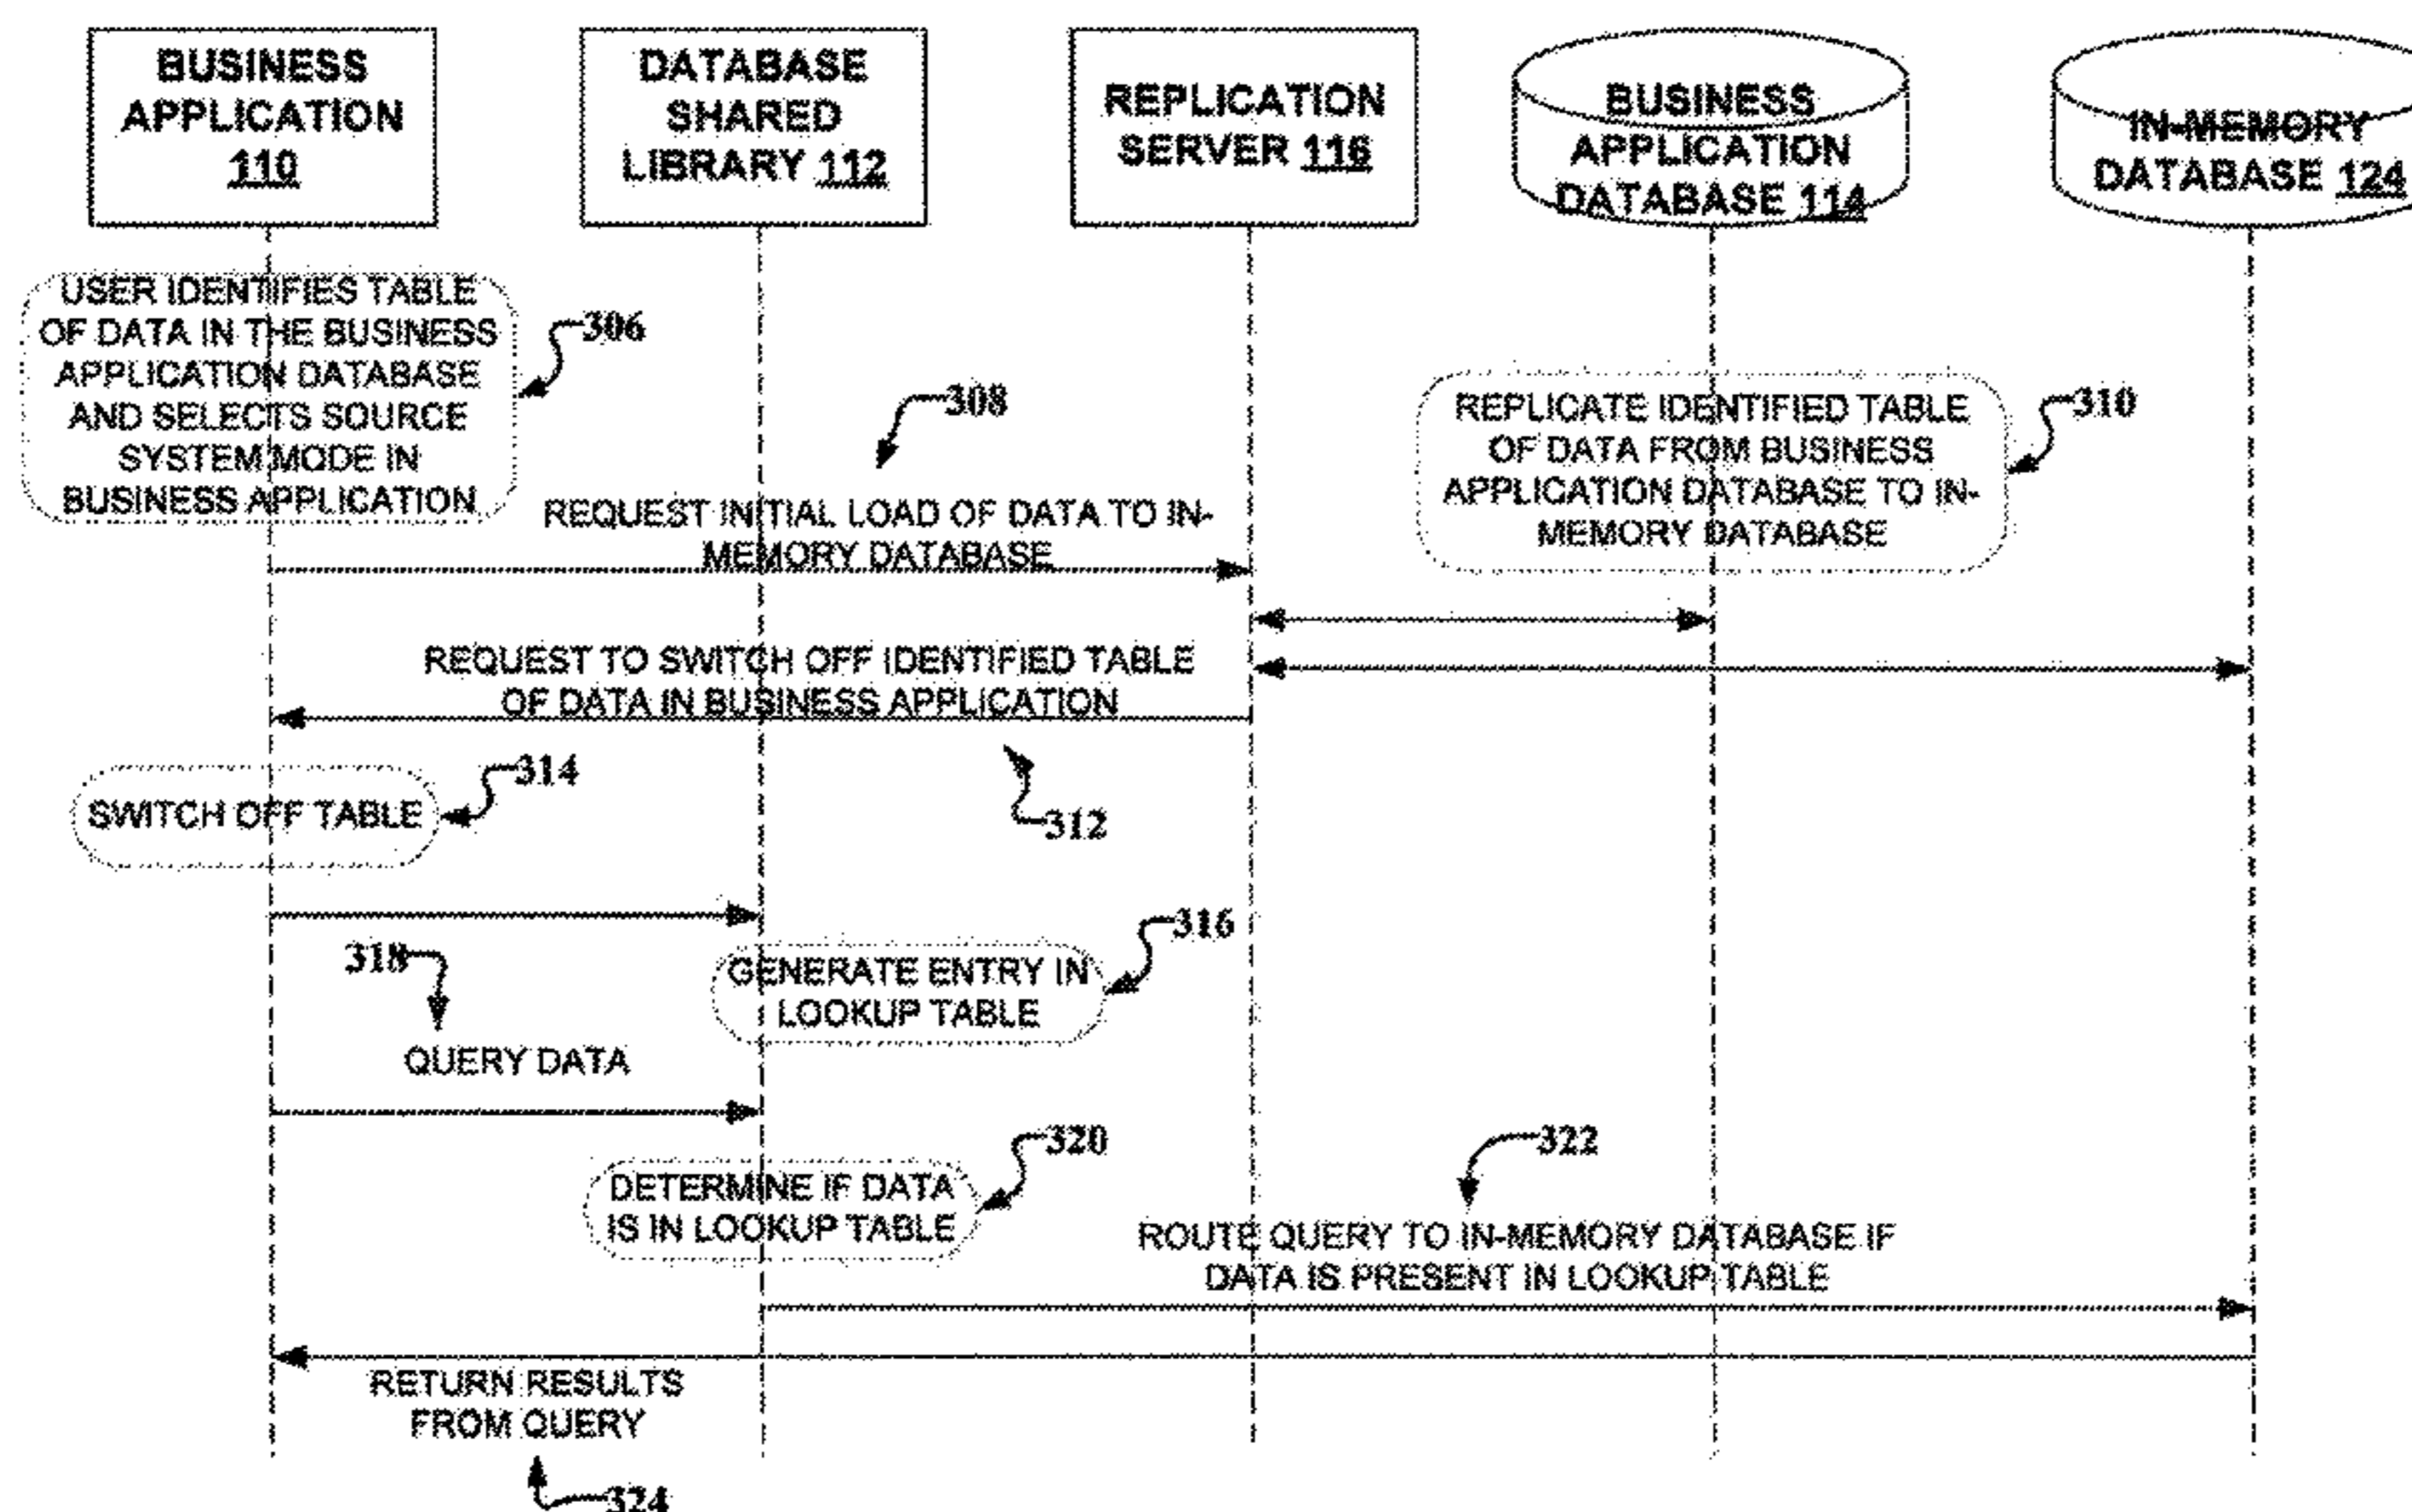 BUSINESS
APPLICATION
110
DATABASE
SHARED
LIBRARY 112
REPLICATION
SERVER 116
BUSINESS
APPLICATION
DATABASE 114
IN-MEMORY
DATABASE 124
USER IDENTIFIES TABLE
OF DATA IN THE BUSINESS
APPLICATION DATABASE
AND SELECTS SOURCE
SYSTEM MODE IN
BUSINESS APPLICATION
306
308
REQUEST INITIAL LOAD OF DATA TO IN-
MEMORY DATABASE
REPLICATE IDENTIFIED TABLE
OF DATA FROM BUSINESS
APPLICATION DATABASE TO IN-
MEMORY DATABASE
310
REQUEST TO SWITCH OFF IDENTIFIED TABLE
OF DATA IN BUSINESS APPLICATION
312
SWITCH OFF TABLE
314
GENERATE ENTRY IN
LOOKUP TABLE
316
318
QUERY DATA
DETERMINE IF DATA
IS IN LOOKUP TABLE
320
322
ROUTE QUERY TO IN-MEMORY DATABASE IF
DATA IS PRESENT IN LOOKUP TABLE
RETURN RESULTS
FROM QUERY
324